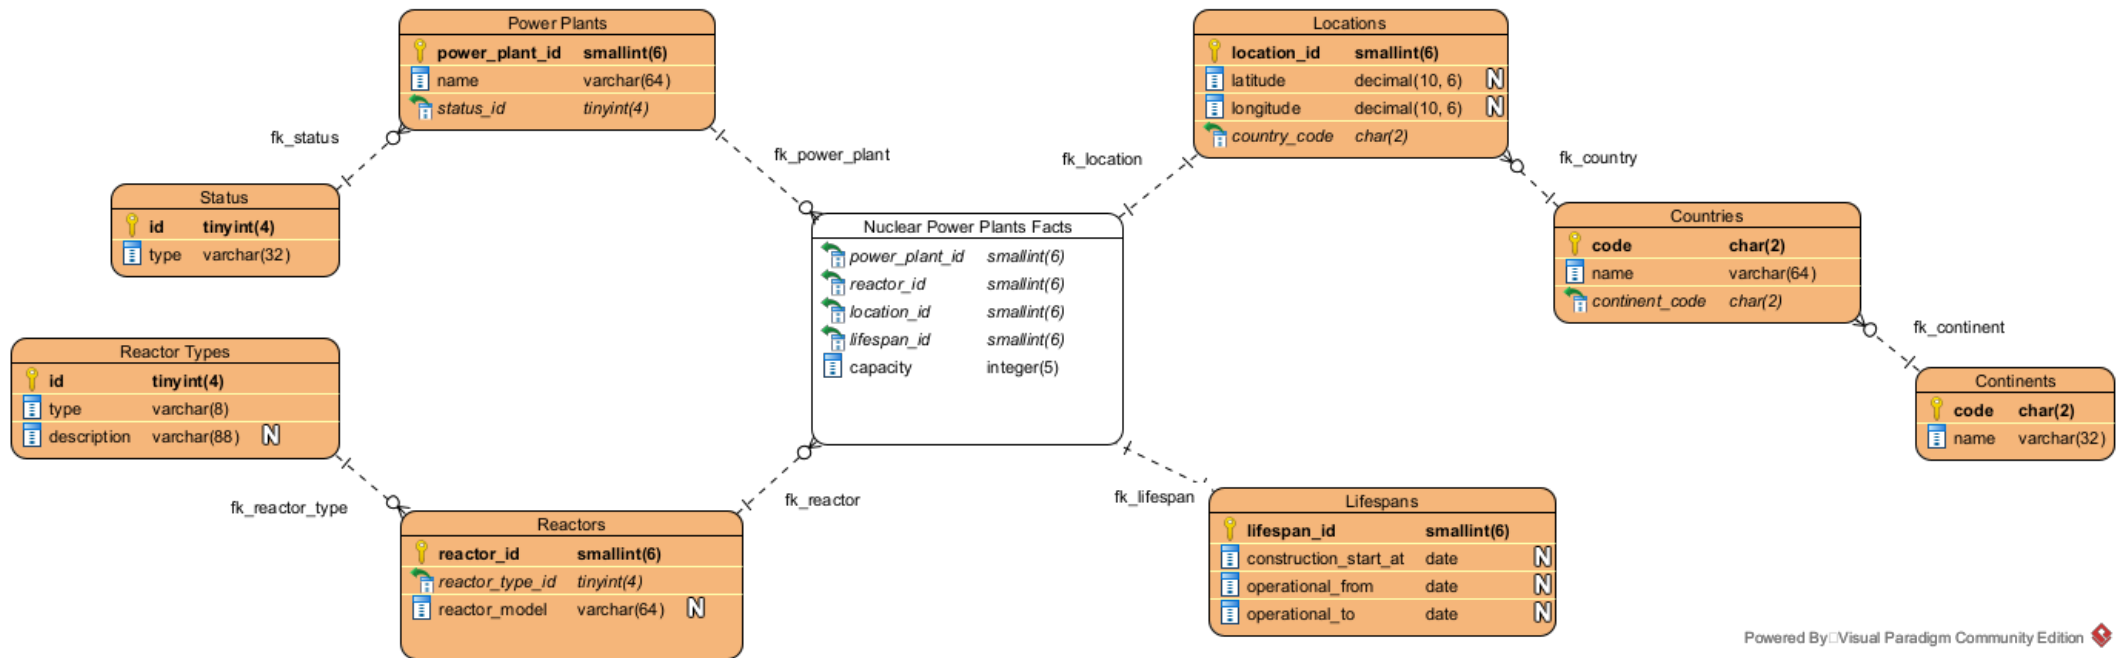 Power Plants
power_plant_id smallint(6)
name varchar(64)
status_id tinyint(4)
fk_status
Status
id tinyint(4)
type varchar(32)
fk_power_plant
fk_location
Locations
location_id smallint(6)
latitude decimal(10, 6) N
longitude decimal(10, 6) N
country_code char(2)
fk_country
Countries
code char(2)
name varchar(64)
continent_code char(2)
fk_continent
Continents
code char(2)
name varchar(32)
Nuclear Power Plants Facts
power_plant_id smallint(6)
reactor_id smallint(6)
location_id smallint(6)
lifespan_id smallint(6)
capacity integer(5)
Reactor Types
id tinyint(4)
type varchar(8)
description varchar(88) N
fk_reactor_type
Reactors
reactor_id smallint(6)
reactor_type_id tinyint(4)
reactor_model varchar(64) N
fk_reactor
fk_lifespan
Lifespans
lifespan_id smallint(6)
construction_start_at date N
operational_from date N
operational_to date N
Powered By Visual Paradigm Community Edition